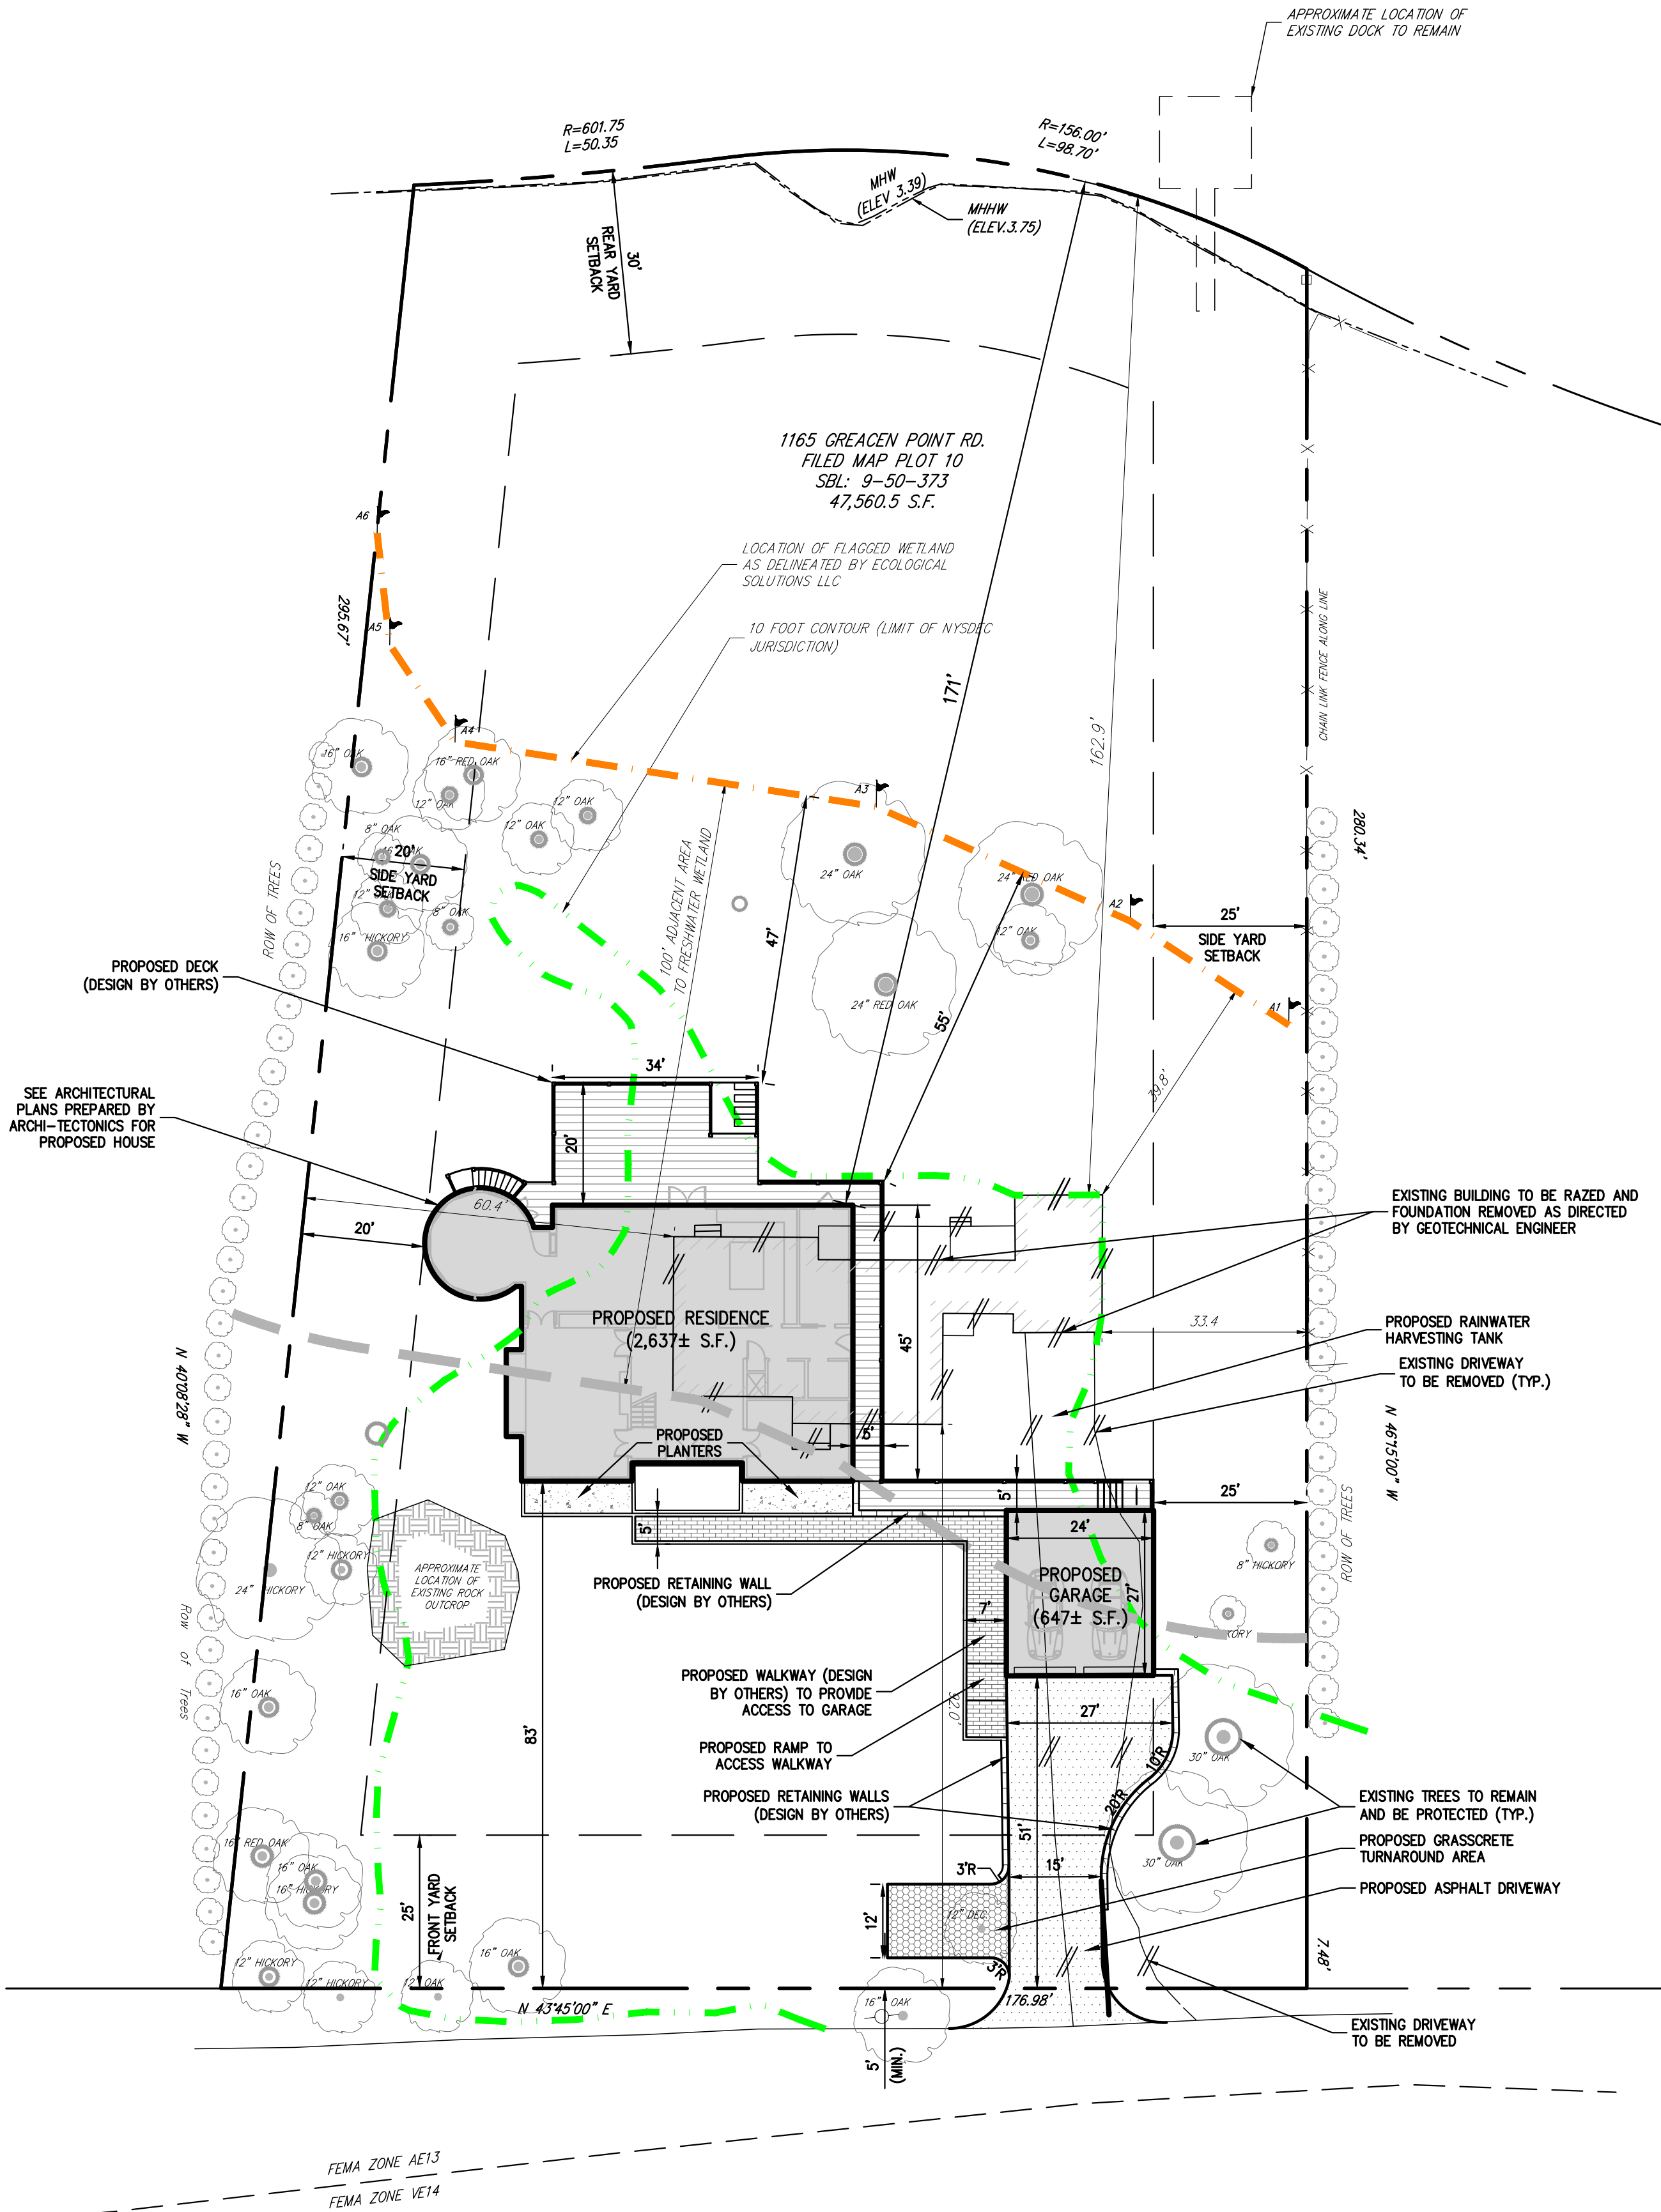 APPROXIMATE LOCATION OF
EXISTING DOCK TO REMAIN
R=601.75
L=50.35
R=156.00'
L=98.70'
MHW
(ELEV 3.39)
MHHW
(ELEV.3.75)
30'
REAR YARD
SETBACK
1165 GREACEN POINT RD.
FILED MAP PLOT 10
SBL: 9-50-373
47,560.5 S.F.
A6
LOCATION OF FLAGGED WETLAND
AS DELINEATED BY ECOLOGICAL
SOLUTIONS LLC
295.67'
A5
10 FOOT CONTOUR (LIMIT OF NYSDEC
JURISDICTION)
CHAIN LINK FENCE ALONG LINE
171'
162.9'
A4
16" OAK
16" RED OAK
12" OAK
12" OAK
12" OAK
A3
24" OAK
280.34'
8" OAK
16" OAK
20'
SIDE YARD
SETBACK
12" OAK
8" OAK
16" HICKORY
ROW OF TREES
100' ADJACENT AREA
TO FRESHWATER WETLAND
47'
24" RED OAK
12" OAK
A2
25'
SIDE YARD
SETBACK
24" RED OAK
A1
55'
39.8'
PROPOSED DECK
(DESIGN BY OTHERS)
34'
20'
SEE ARCHITECTURAL
PLANS PREPARED BY
ARCHI-TECTONICS FOR
PROPOSED HOUSE
60.4'
20'
EXISTING BUILDING TO BE RAZED AND
FOUNDATION REMOVED AS DIRECTED
BY GEOTECHNICAL ENGINEER
PROPOSED RESIDENCE
(2,637± S.F.)
45'
33.4
PROPOSED RAINWATER
HARVESTING TANK
EXISTING DRIVEWAY
TO BE REMOVED (TYP.)
N 40°08'28" W
N 46°15'00" W
PROPOSED
PLANTERS
5'
5'
5'
25'
12" OAK
8" OAK
12" HICKORY
24" HICKORY
APPROXIMATE
LOCATION OF
EXISTING ROCK
OUTCROP
24'
PROPOSED
GARAGE
(647± S.F.)
27'
8" HICKORY
ROW OF TREES
PROPOSED RETAINING WALL
(DESIGN BY OTHERS)
7'
Row of Trees
16" OAK
PROPOSED WALKWAY (DESIGN
BY OTHERS) TO PROVIDE
ACCESS TO GARAGE
92.0'
83'
27'
30" OAK
10'R
PROPOSED RAMP TO
ACCESS WALKWAY
PROPOSED RETAINING WALLS
(DESIGN BY OTHERS)
20'R
51'
EXISTING TREES TO REMAIN
AND BE PROTECTED (TYP.)
16" RED OAK
16" OAK
16" HICKORY
30" OAK
PROPOSED GRASSCRETE
TURNAROUND AREA
3'R
15'
PROPOSED ASPHALT DRIVEWAY
25'
FRONT YARD
SETBACK
12'
12" DEC
3'R
16" OAK
12" HICKORY
12" HICKORY
12" OAK
7.48'
N 43°45'00" E
16" OAK
176.98'
5'
(MIN.)
EXISTING DRIVEWAY
TO BE REMOVED
FEMA ZONE AE13
FEMA ZONE VE14